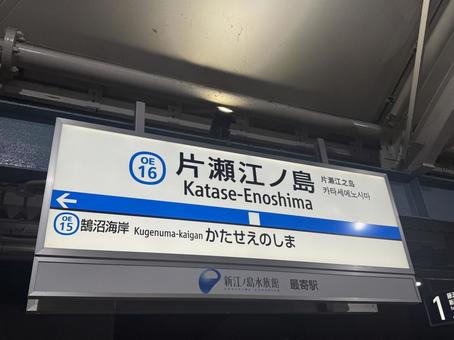 OE
16
片瀬江ノ島
Katase-Enoshima
片瀬江之岛
카타세에노시마
←
OE
15
鵠沼海岸
Kugenuma-kaigan
かたせえのしま
新江ノ島水族館
最寄駅
1